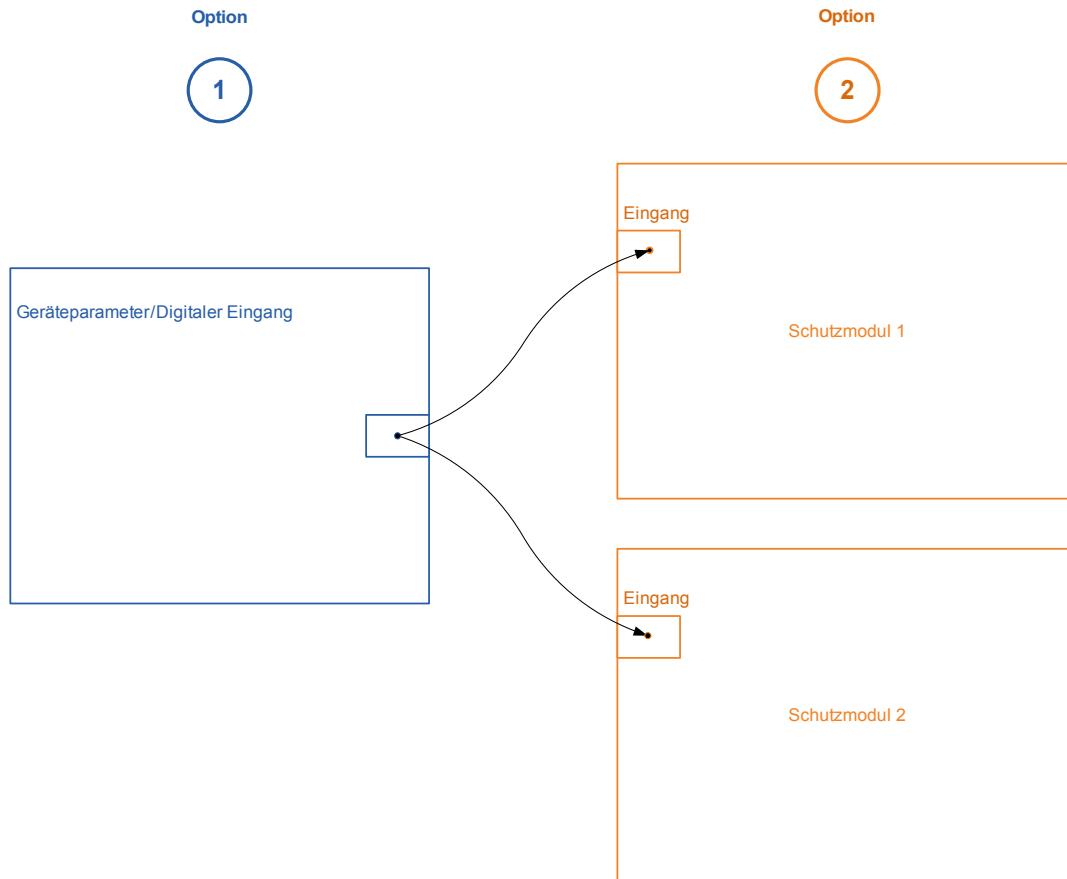 Option
Option
1
2
Eingang
Geräteparameter/Digitaler Eingang
Schutzmodul 1
Eingang
Schutzmodul 2